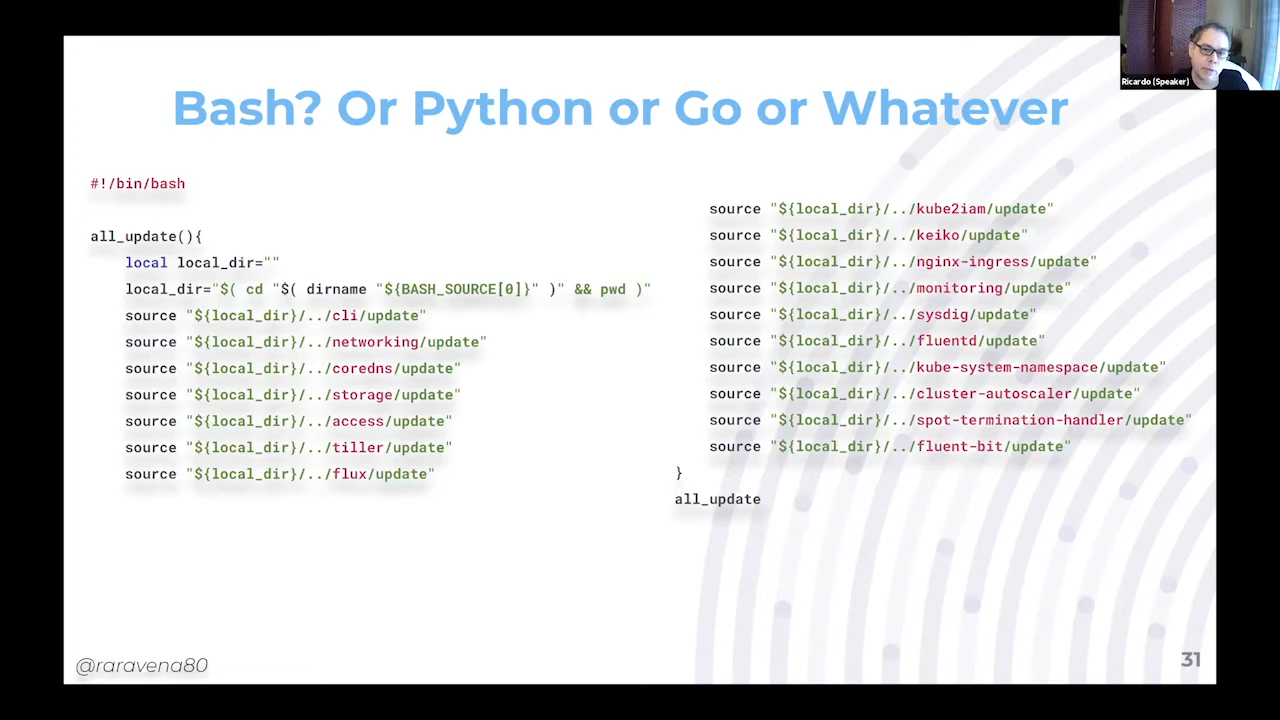 Bash? Or Python or Go or Whatever
#!/bin/bash
all_update(){
local local_dir=""
local_dir="$( cd "$( dirname "${BASH_SOURCE[0]}" )" && pwd )"
source "${local_dir}/../cli/update"
source "${local_dir}/../networking/update"
source "${local_dir}/../coredns/update"
source "${local_dir}/../storage/update"
source "${local_dir}/../access/update"
source "${local_dir}/../tiller/update"
source "${local_dir}/../flux/update"
source "${local_dir}/../kube2iam/update"
source "${local_dir}/../keiko/update"
source "${local_dir}/../nginx-ingress/update"
source "${local_dir}/../monitoring/update"
source "${local_dir}/../sysdig/update"
source "${local_dir}/../fluentd/update"
source "${local_dir}/../kube-system-namespace/update"
source "${local_dir}/../cluster-autoscaler/update"
source "${local_dir}/../spot-termination-handler/update"
source "${local_dir}/../fluent-bit/update"
}
all_update
@raravena80
31
Ricardo (Speaker)